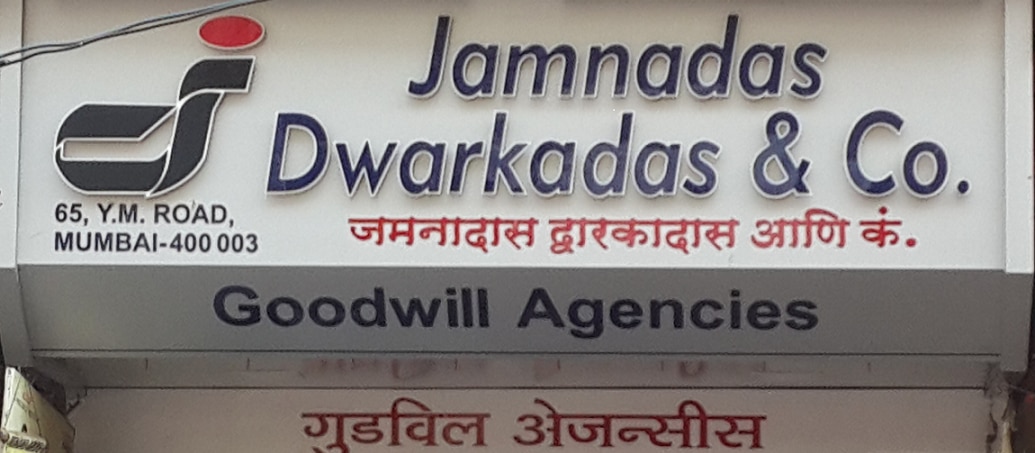 Jamnadas
Dwarkadas & Co.
65, Y.M. ROAD,
MUMBAI-400 003
जमनादास द्वारकादास आणि कं.
Goodwill Agencies
गुडविल अेजन्सीस